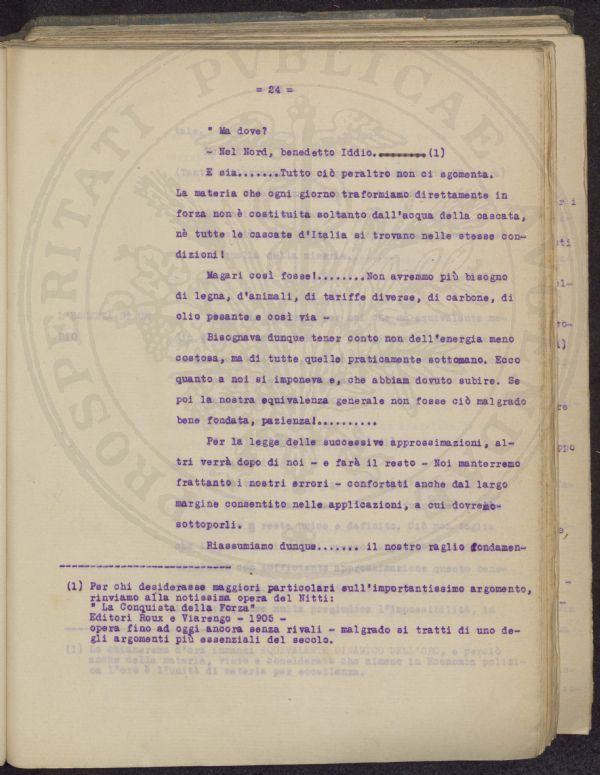 = 24 =
" Ma dove?
- Nel Nord, benedetto Iddio.........(1)
E sia.......Tutto ciò peraltro non ci sgomenta.
La materia che ogni giorno traformiamo direttamente in
forza non è costituita soltanto dall'acqua della cascata,
nè tutte le cascate d'Italia si trovano nelle stesse con-
dizioni!
Magari così fosse!........Non avremmo più bisogno
di legna, d'animali, di tariffe diverse, di carbone, di
olio pesante e così via -
Bisognava dunque tener conto non dell'energia meno
costosa, ma di tutte quelle praticamente sottomano. Ecco
quanto a noi si imponeva e, che abbiam dovuto subire. Se
poi la nostra equivalenza generale non fosse ciò malgrado
bene fondata, pazienza!..........
Per la legge delle successive approssimazioni, al-
tri verrà dopo di noi - e farà il resto - Noi manterremo
frattanto i nostri errori - confortati anche dal largo
margine consentito nelle applicazioni, a cui dovremo
sottoporli.
Riassumiamo dunque....... il nostro raglio fondamen-
(1) Per chi desiderasse maggiori particolari sull'importantissimo argomento,
rinviamo alla notissima opera del Nitti:
" La Conquista della Forza"
Editori Roux e Viarengo - 1905 -
opera fino ad oggi ancora senza rivali - malgrado si tratti di uno de-
gli argomenti più essenziali del secolo.
PROSPERITATI PUBLICAE